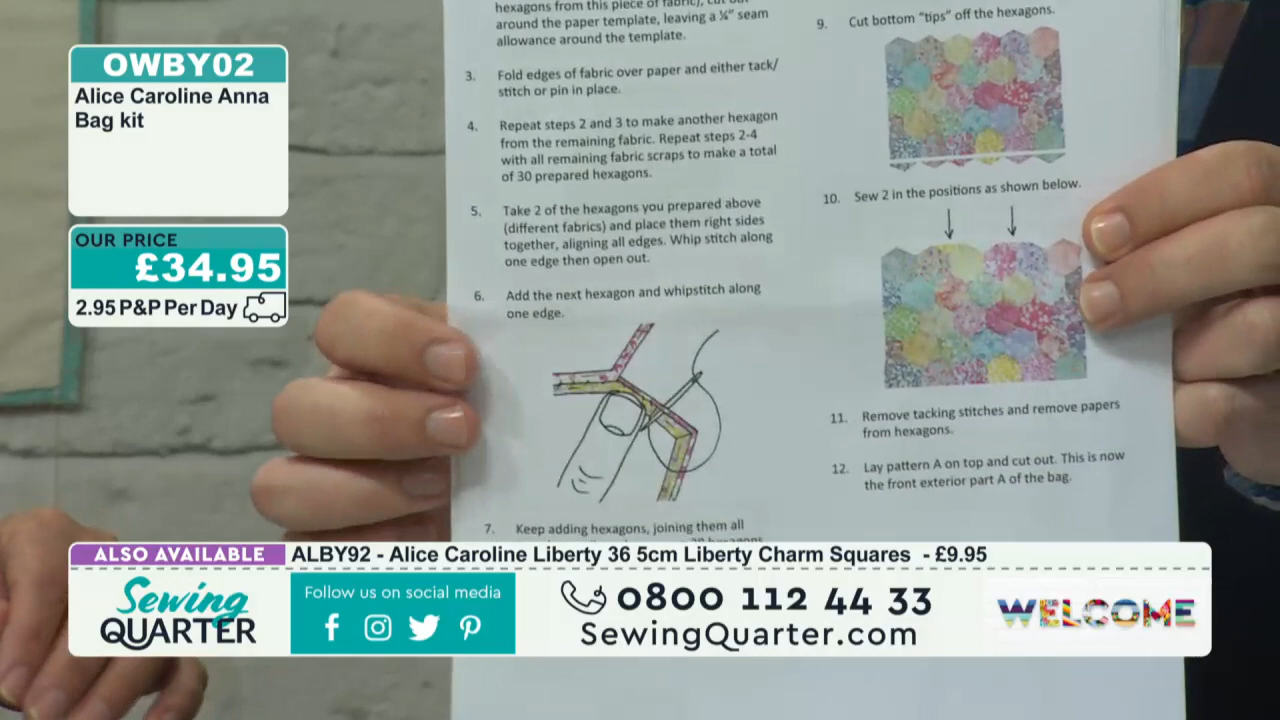 OWBY02
Alice Caroline Anna
Bag kit
OUR PRICE
£34.95
2.95 P&P Per Day
hexagons from this piece of fabric), cut out
around the paper template, leaving a ¼" seam
allowance around the template.
3. Fold edges of fabric over paper and either tack/
stitch or pin in place.
4. Repeat steps 2 and 3 to make another hexagon
from the remaining fabric. Repeat steps 2-4
with all remaining fabric scraps to make a total
of 30 prepared hexagons.
5. Take 2 of the hexagons you prepared above
(different fabrics) and place them right sides
together, aligning all edges. Whip stitch along
one edge then open out.
6. Add the next hexagon and whipstitch along
one edge.
7. Keep adding hexagons, joining them all
9. Cut bottom "tips" off the hexagons.
10. Sew 2 in the positions as shown below.
11. Remove tacking stitches and remove papers
from hexagons.
12. Lay pattern A on top and cut out. This is now
the front exterior part A of the bag.
ALSO AVAILABLE ALBY92 - Alice Caroline Liberty 36 5cm Liberty Charm Squares - £9.95
Sewing
QUARTER
Follow us on social media
0800 112 44 33
SewingQuarter.com
WELCOME